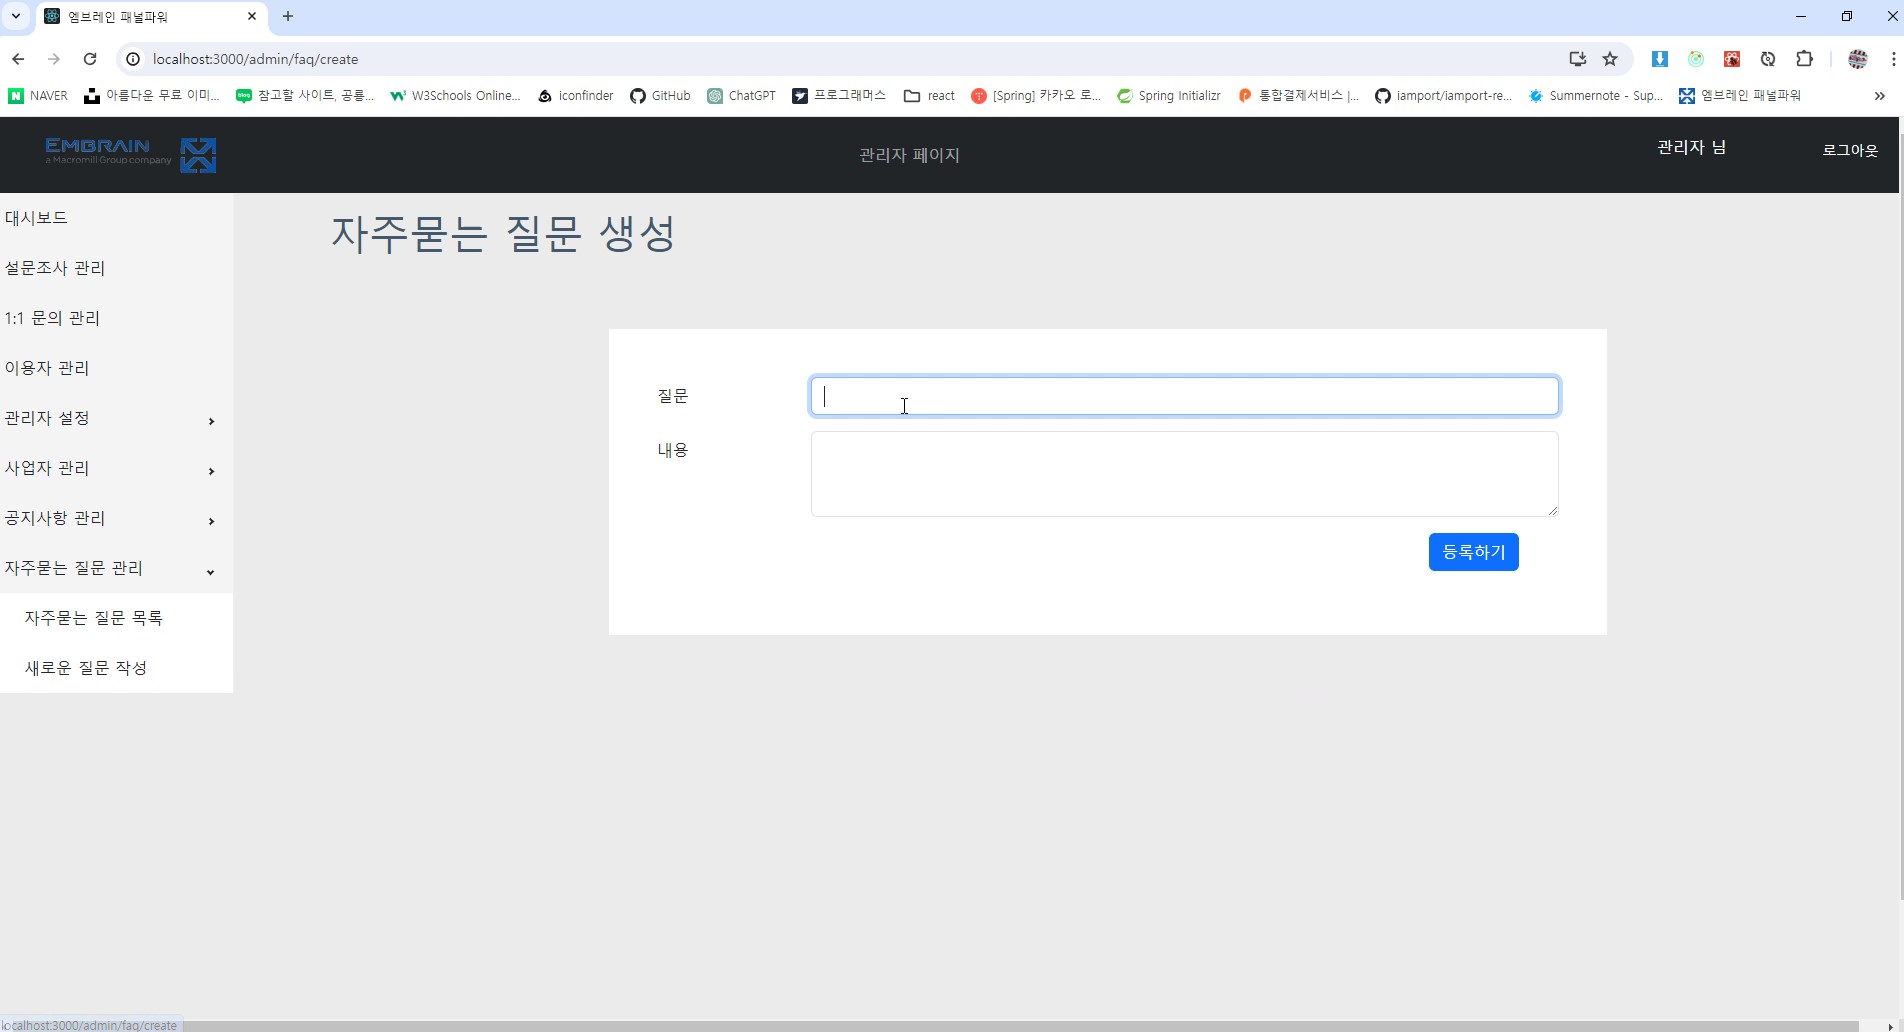 엠브레인 패널파워
localhost:3000/admin/faq/create
NAVER
아름다운 무료 이미...
참고할 사이트, 공룡...
W3Schools Online...
iconfinder
GitHub
ChatGPT
프로그래머스
react
[Spring] 카카오 로...
Spring Initializr
통합결제서비스 |...
iamport/iamport-re...
Summernote - Sup...
엠브레인 패널파워
EMBRAIN
a Macromill Group company
관리자 페이지
관리자 님
로그아웃
대시보드
설문조사 관리
1:1 문의 관리
이용자 관리
관리자 설정
사업자 관리
공지사항 관리
자주묻는 질문 관리
자주묻는 질문 목록
새로운 질문 작성
자주묻는 질문 생성
질문
내용
등록하기
localhost:3000/admin/faq/create